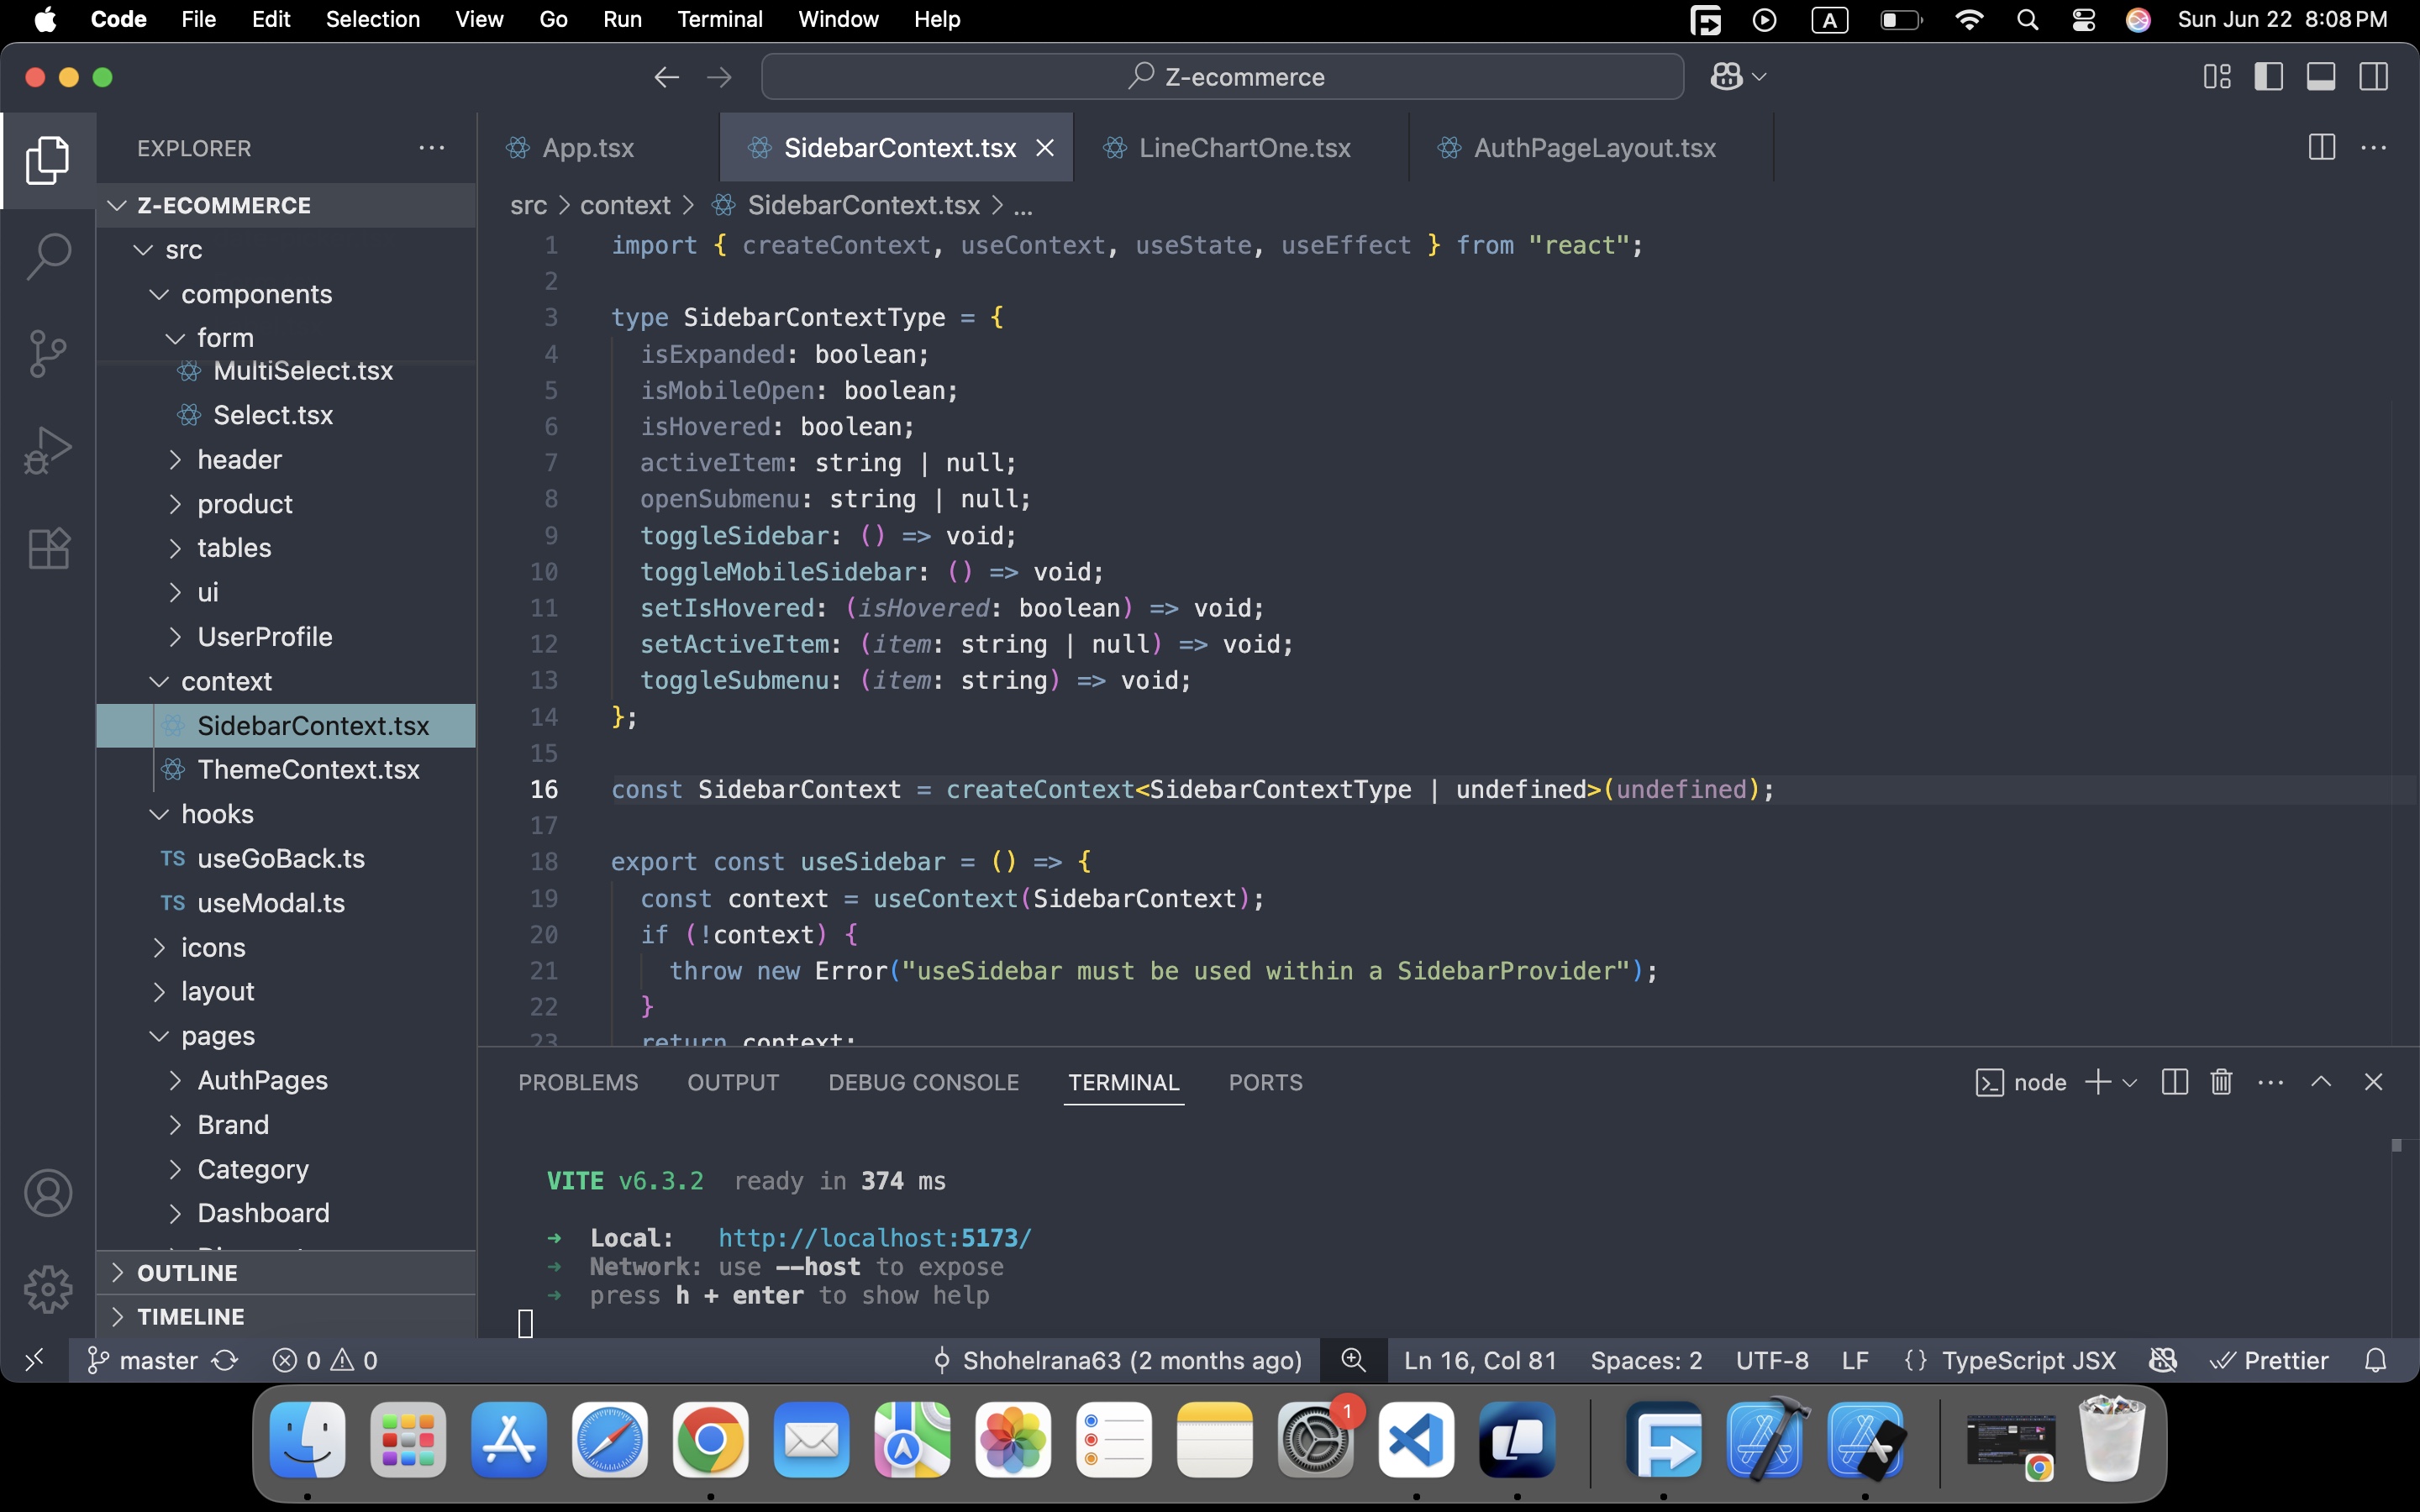 Code File Edit Selection View Go Run Terminal Window Help A Sun Jun 22 8:08 PM
Z-ecommerce
EXPLORER
Z-ECOMMERCE
src
components
form
MultiSelect.tsx
Select.tsx
header
product
tables
ui
UserProfile
context
SidebarContext.tsx
ThemeContext.tsx
hooks
TS useGoBack.ts
TS useModal.ts
icons
layout
pages
AuthPages
Brand
Category
Dashboard
OUTLINE
TIMELINE
App.tsx SidebarContext.tsx LineChartOne.tsx AuthPageLayout.tsx
src > context > SidebarContext.tsx > ...
1 import { createContext, useContext, useState, useEffect } from "react";
2
3 type SidebarContextType = {
4 isExpanded: boolean;
5 isMobileOpen: boolean;
6 isHovered: boolean;
7 activeItem: string | null;
8 openSubmenu: string | null;
9 toggleSidebar: () => void;
10 toggleMobileSidebar: () => void;
11 setIsHovered: (isHovered: boolean) => void;
12 setActiveItem: (item: string | null) => void;
13 toggleSubmenu: (item: string) => void;
14 };
15
16 const SidebarContext = createContext<SidebarContextType | undefined>(undefined);
17
18 export const useSidebar = () => {
19 const context = useContext(SidebarContext);
20 if (!context) {
21 throw new Error("useSidebar must be used within a SidebarProvider");
22 }
23 return context;
PROBLEMS OUTPUT DEBUG CONSOLE TERMINAL PORTS node
VITE v6.3.2 ready in 374 ms
➜ Local: http://localhost:5173/
➜ Network: use --host to expose
➜ press h + enter to show help
master 0 0 Shohelrana63 (2 months ago) Ln 16, Col 81 Spaces: 2 UTF-8 LF {} TypeScript JSX Prettier
1